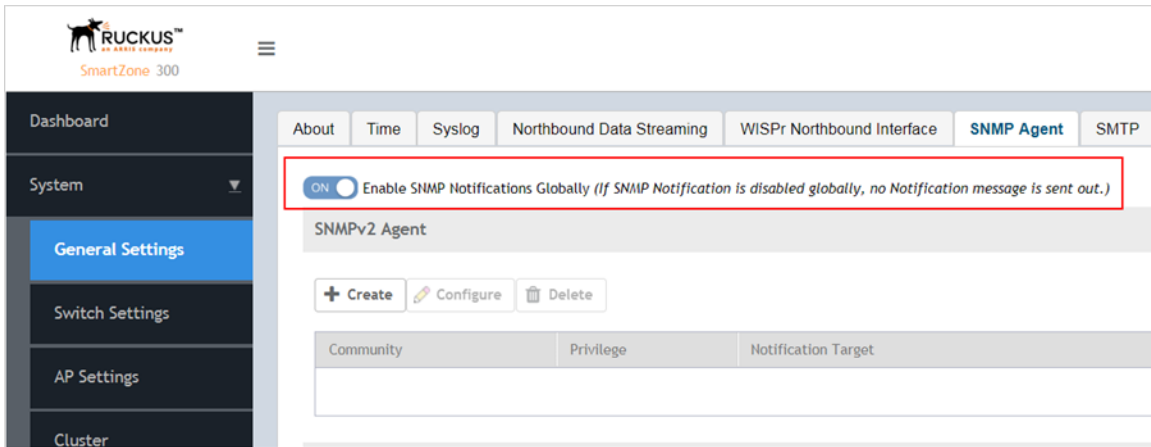 RUCKUS™
an ARRIS company
SmartZone 300
Dashboard
System
General Settings
Switch Settings
AP Settings
Cluster
About Time Syslog Northbound Data Streaming WISPr Northbound Interface SNMP Agent SMTP
ON Enable SNMP Notifications Globally (If SNMP Notification is disabled globally, no Notification message is sent out.)
SNMPv2 Agent
Create Configure Delete
Community Privilege Notification Target